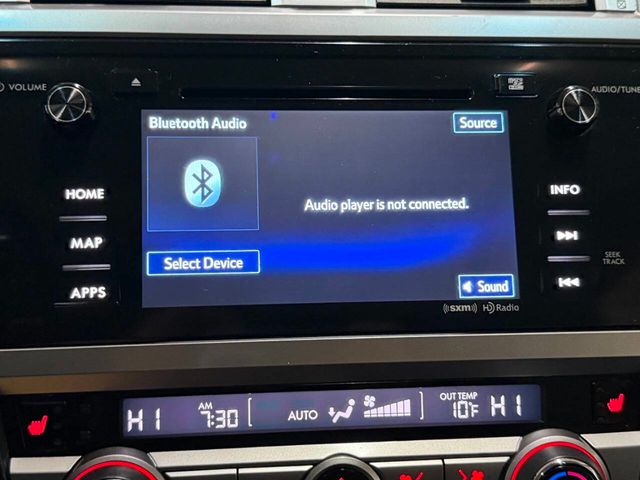 VOLUME
AUDIO/TUNE
Bluetooth Audio
Source
HOME
Audio player is not connected.
INFO
MAP
Select Device
SEEK
TRACK
APPS
Sound
((sxm)) HD Radio
HI
AM
7:30
AUTO
OUT TEMP
10°F
HI